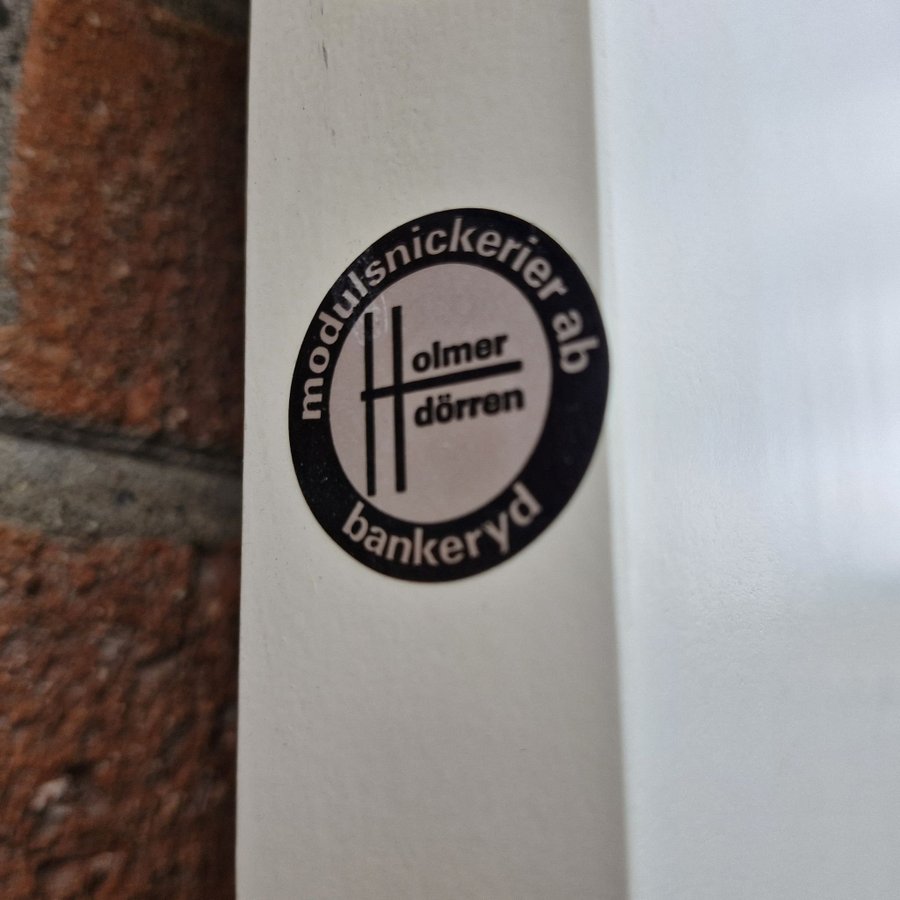 modulsnickerier ab
Holmer
dörren
bankeryd